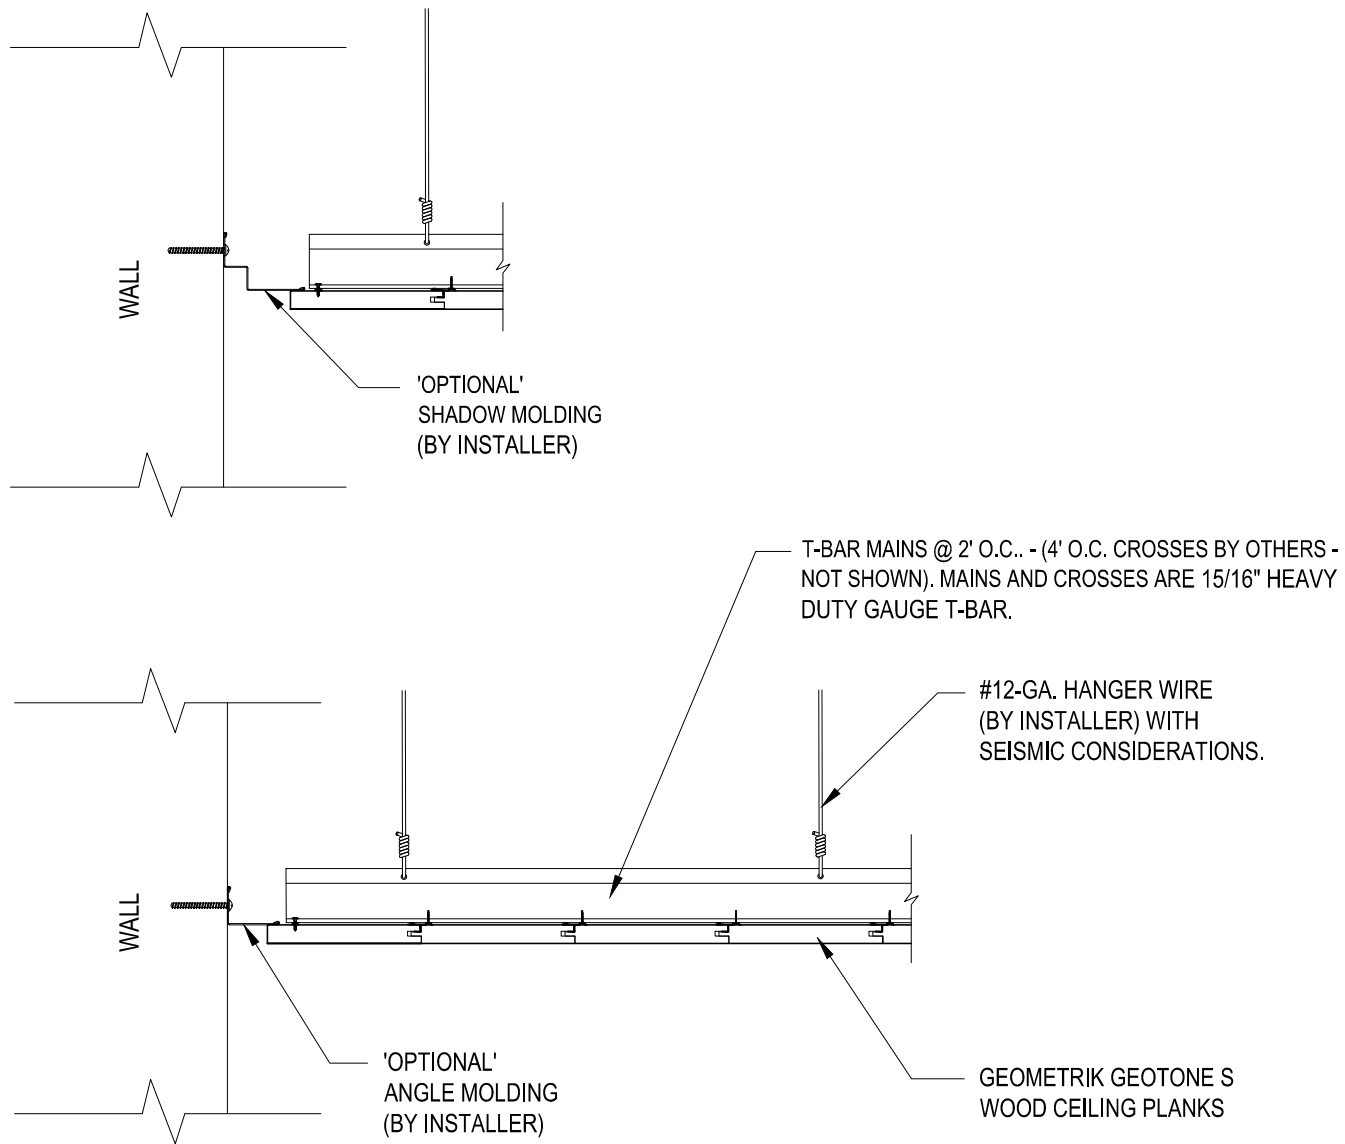 WALL
'OPTIONAL'
SHADOW MOLDING
(BY INSTALLER)
T-BAR MAINS @ 2' O.C.. - (4' O.C. CROSSES BY OTHERS -
NOT SHOWN). MAINS AND CROSSES ARE 15/16" HEAVY
DUTY GAUGE T-BAR.
#12-GA. HANGER WIRE
(BY INSTALLER) WITH
SEISMIC CONSIDERATIONS.
WALL
'OPTIONAL'
ANGLE MOLDING
(BY INSTALLER)
GEOMETRIK GEOTONE S
WOOD CEILING PLANKS